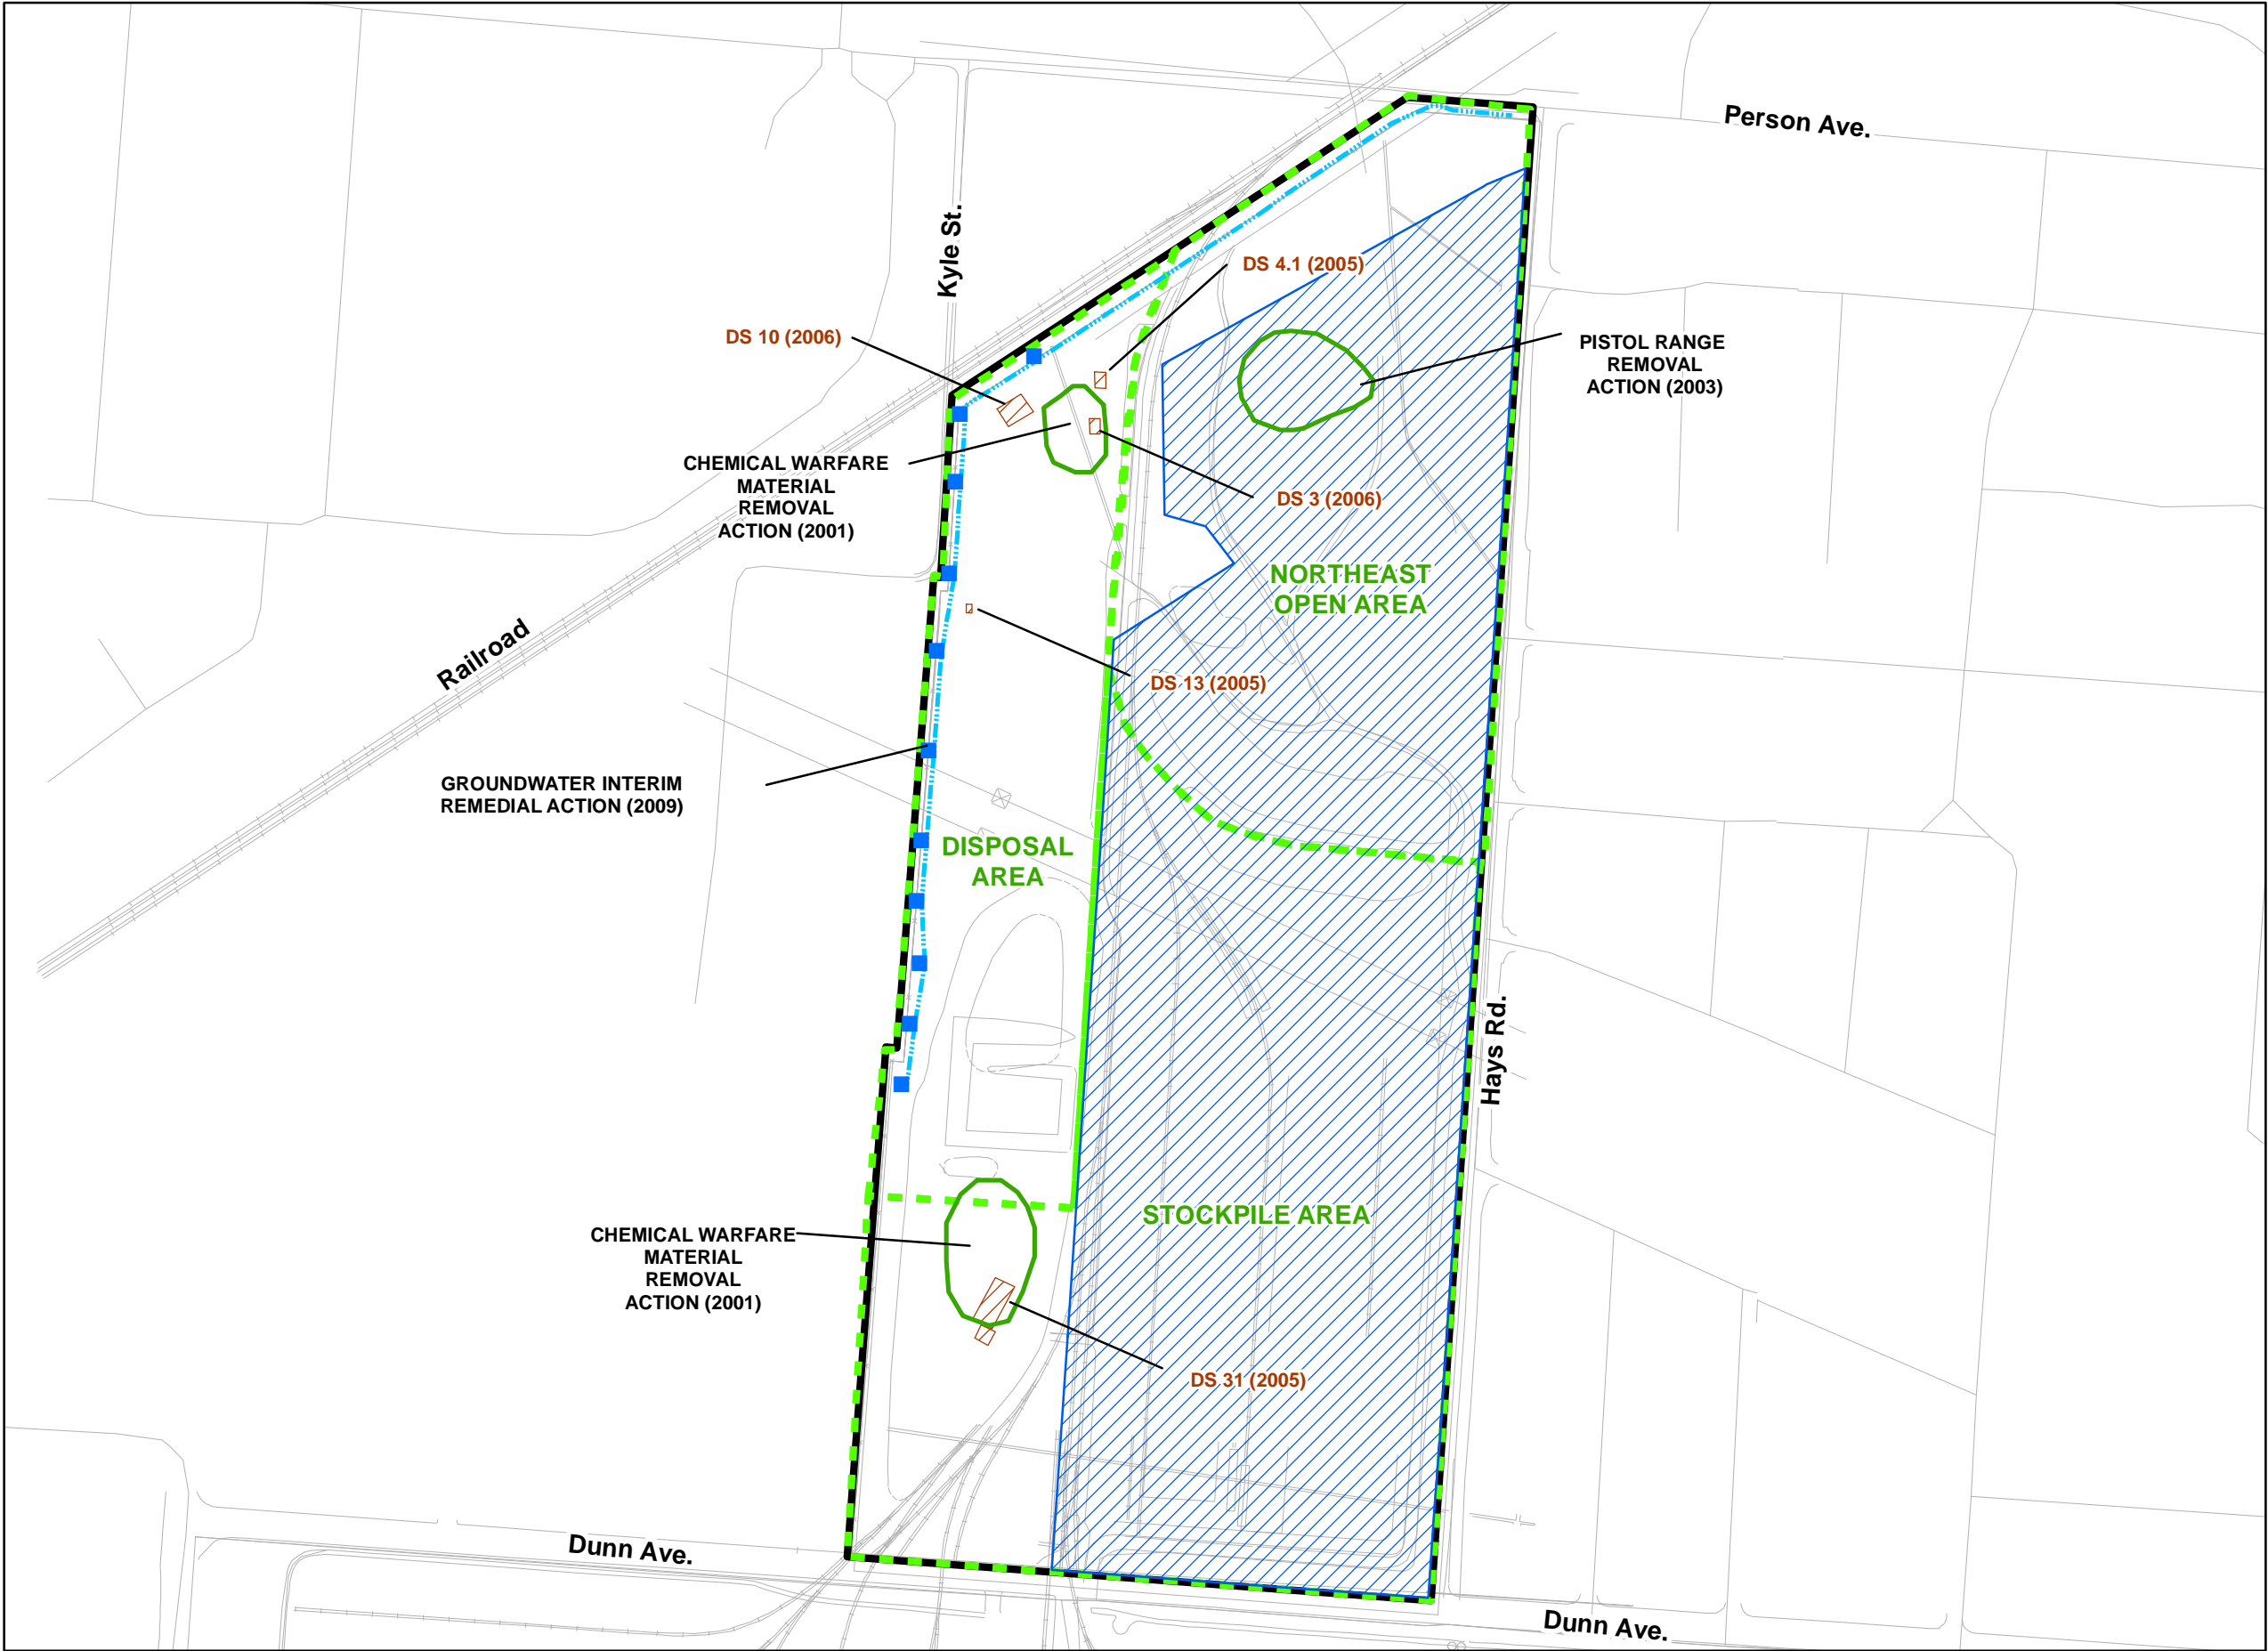 Person Ave.
Kyle St.
DS 4.1 (2005)
DS 10 (2006)
PISTOL RANGE
REMOVAL
ACTION (2003)
CHEMICAL WARFARE
MATERIAL
REMOVAL
ACTION (2001)
DS 3 (2006)
NORTHEAST
OPEN AREA
Railroad
DS 13 (2005)
GROUNDWATER INTERIM
REMEDIAL ACTION (2009)
DISPOSAL
AREA
Hays Rd.
STOCKPILE AREA
CHEMICAL WARFARE
MATERIAL
REMOVAL
ACTION (2001)
DS 31 (2005)
Dunn Ave.
Dunn Ave.